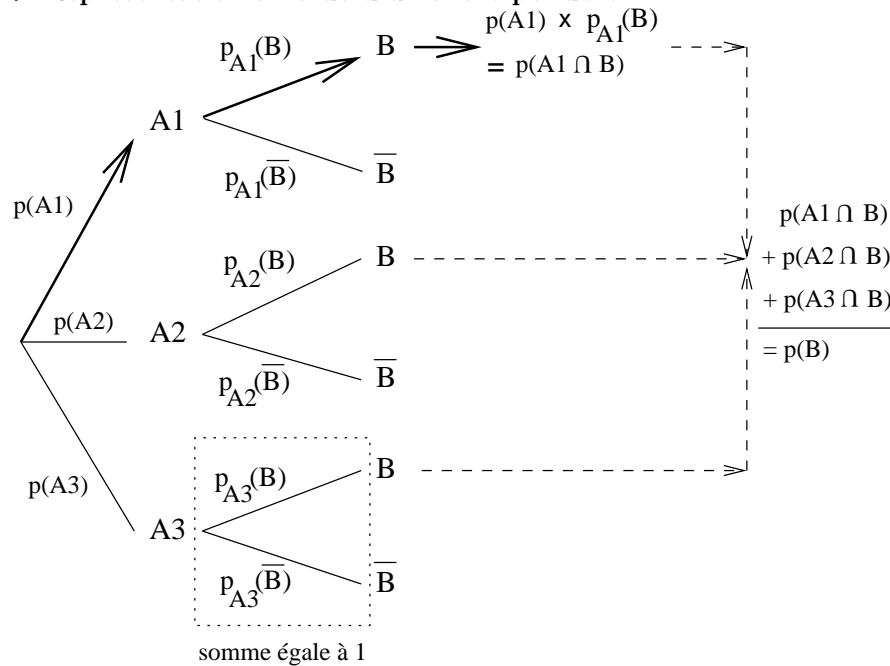 p(A1) x p_A1(B)
= p(A1 ∩ B)
p_A1(B)
B
A1
p_A1(B̅)
B̅
p(A1)
p(A1 ∩ B)
+ p(A2 ∩ B)
+ p(A3 ∩ B)
= p(B)
p_A2(B)
B
p(A2)
A2
p_A2(B̅)
B̅
p(A3)
p_A3(B)
B
A3
p_A3(B̅)
B̅
somme égale à 1